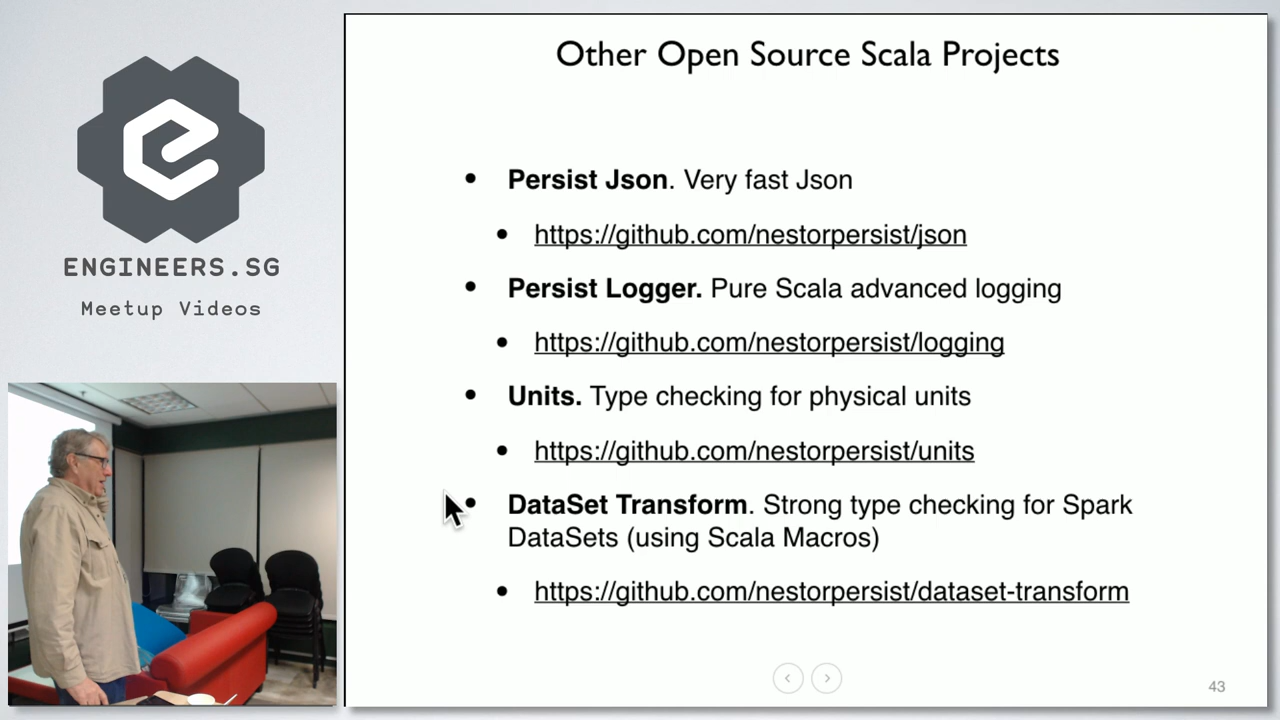 ENGINEERS.SG
Meetup Videos
Other Open Source Scala Projects
• Persist Json. Very fast Json
• https://github.com/nestorpersist/json
• Persist Logger. Pure Scala advanced logging
• https://github.com/nestorpersist/logging
• Units. Type checking for physical units
• https://github.com/nestorpersist/units
• DataSet Transform. Strong type checking for Spark
DataSets (using Scala Macros)
• https://github.com/nestorpersist/dataset-transform
43